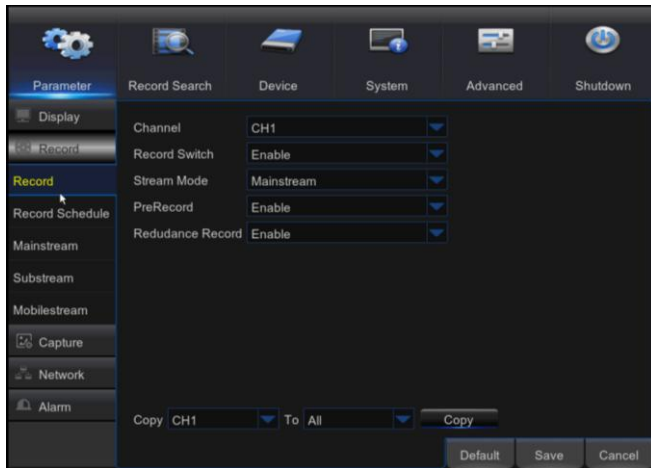 Parameter Record Search Device System Advanced Shutdown
Display
Record
Record
Record Schedule
Mainstream
Substream
Mobilestream
Capture
Network
Alarm
Channel CH1
Record Switch Enable
Stream Mode Mainstream
PreRecord Enable
Redudance Record Enable
Copy CH1 To All Copy
Default Save Cancel